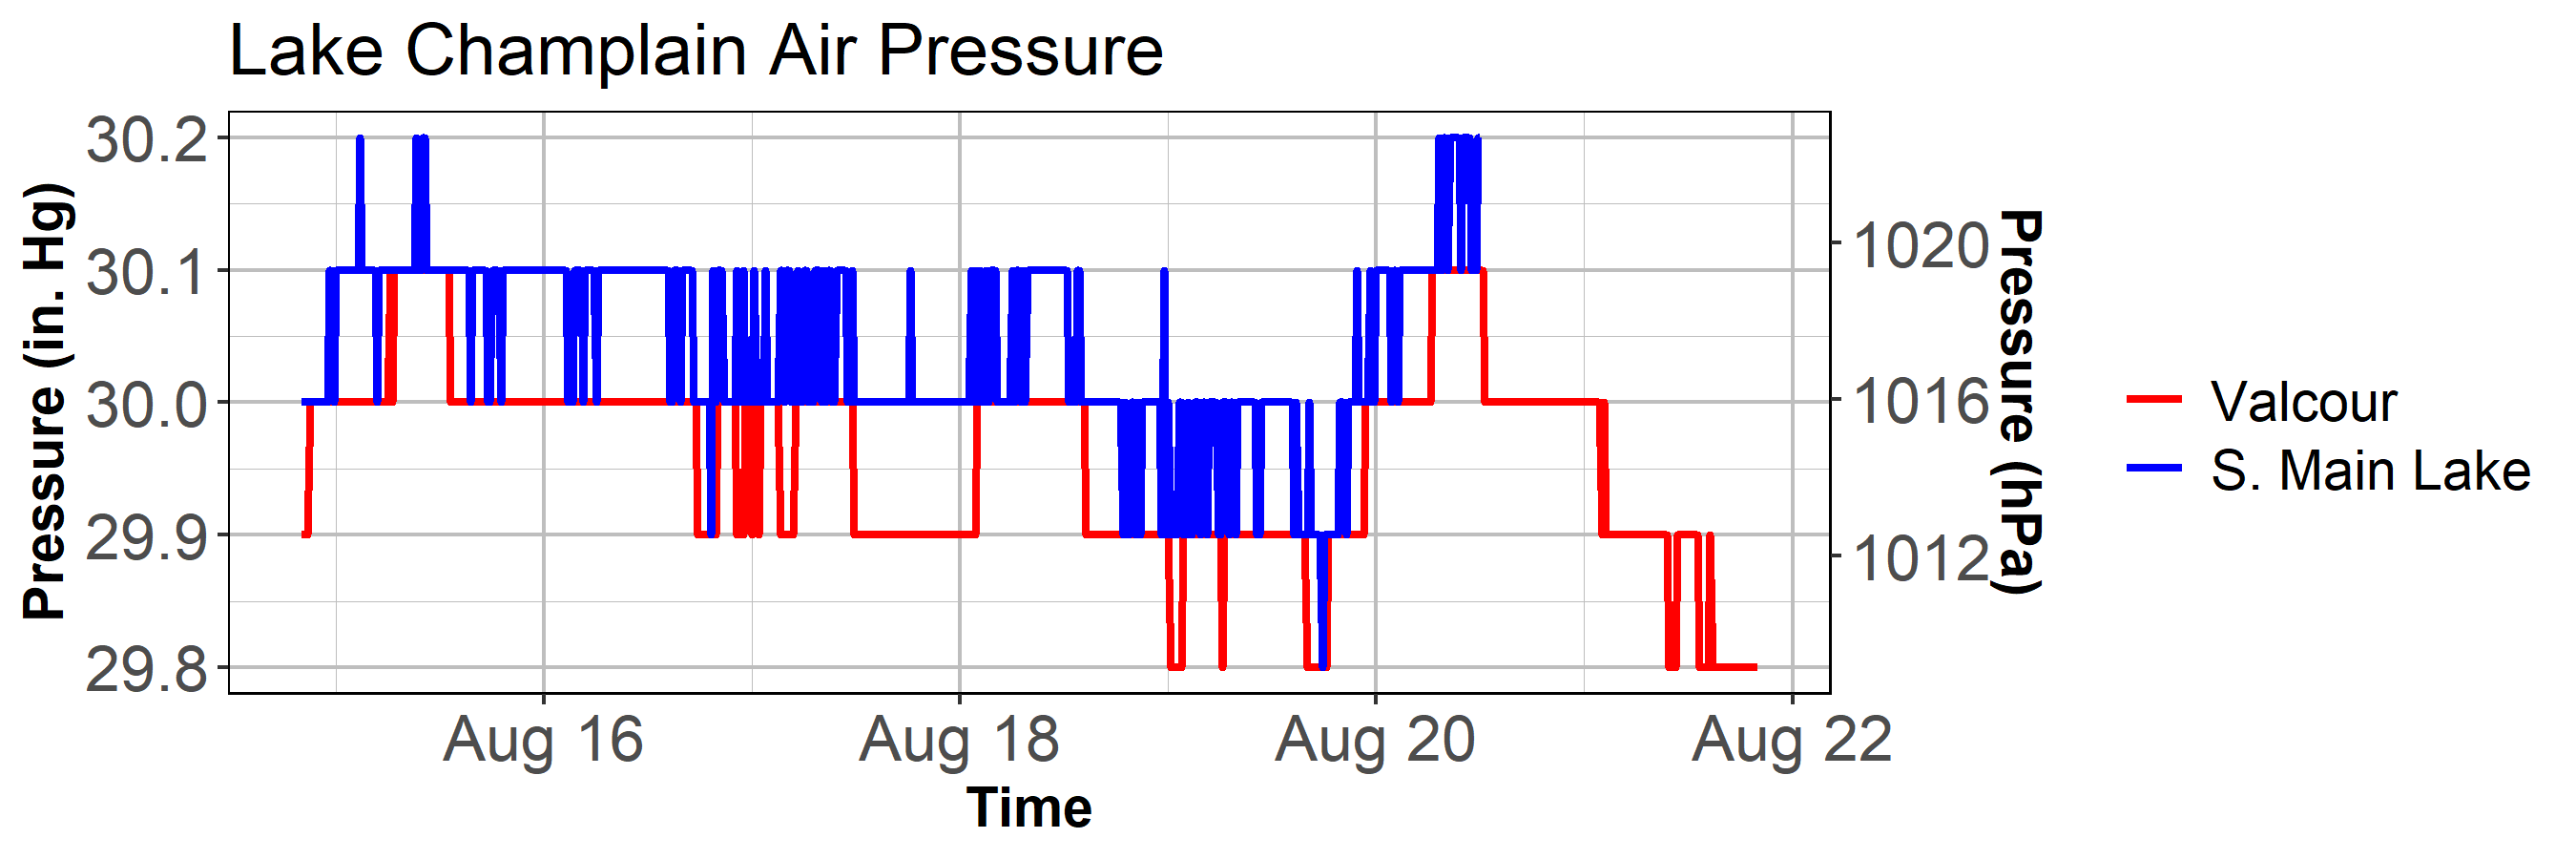 Lake Champlain Air Pressure
Pressure (in. Hg)
30.2
30.1
30.0
29.9
29.8
1020
1016
1012
Pressure (hPa)
Aug 16
Aug 18
Aug 20
Aug 22
Time
Valcour
S. Main Lake